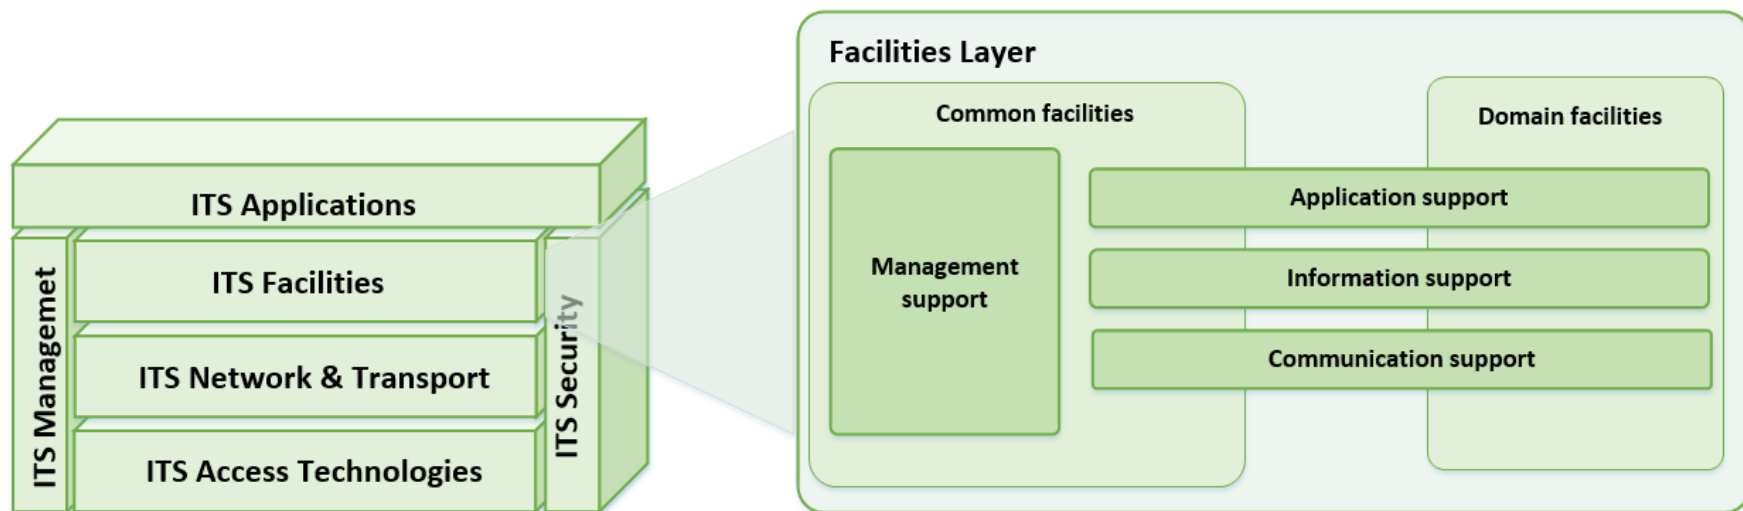 ITS Applications
ITS Managemet
ITS Facilities
ITS Network & Transport
ITS Access Technologies
ITS Security
Facilities Layer
Common facilities
Domain facilities
Management
support
Application support
Information support
Communication support